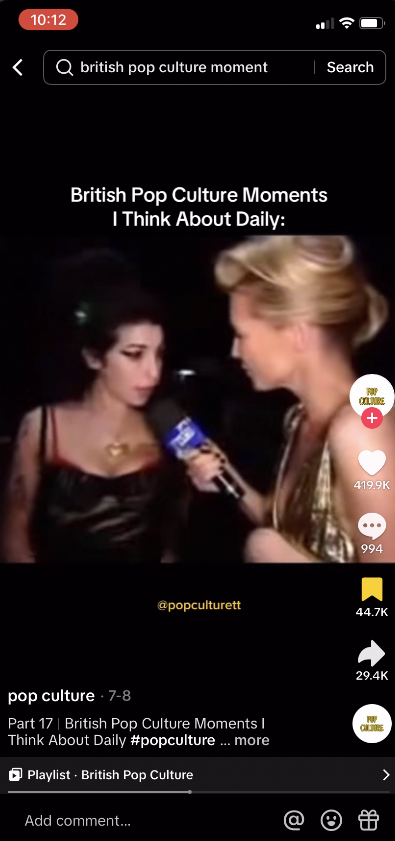 10:12
british pop culture moment
Search
British Pop Culture Moments
I Think About Daily:
POP
CULTURE
419.9K
994
44.7K
@popculturett
29.4K
pop culture · 7-8
Part 17 | British Pop Culture Moments I
Think About Daily #popculture ... more
POP
CULTURE
Playlist · British Pop Culture
Add comment...